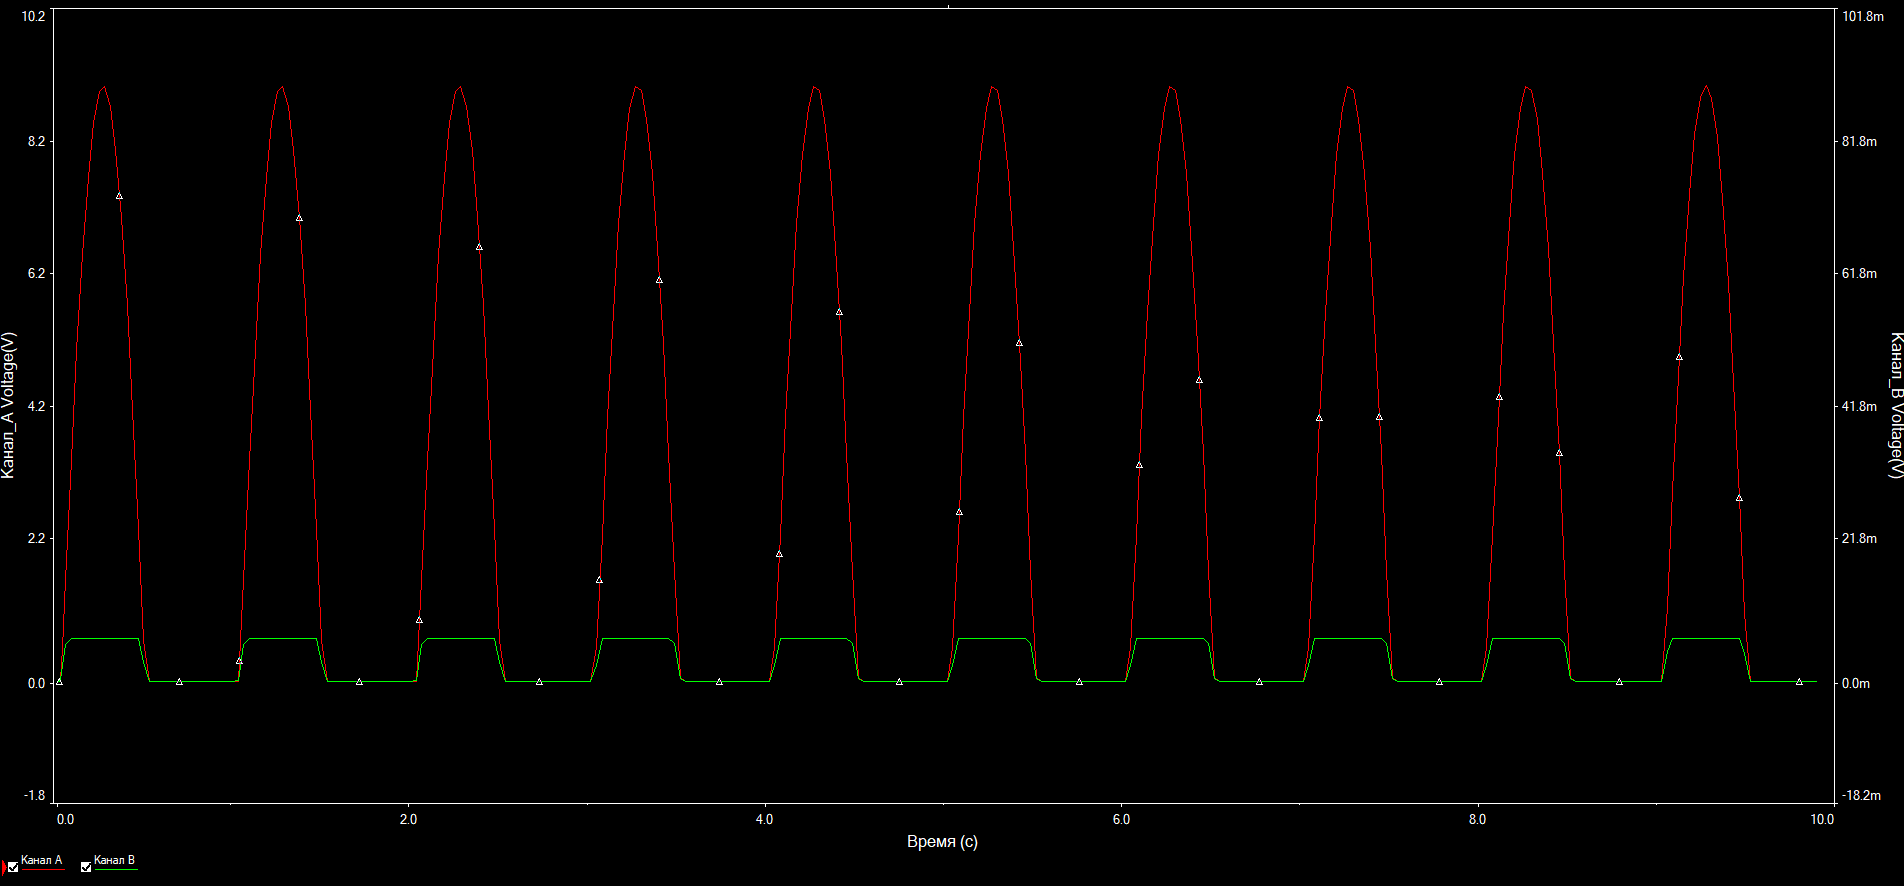 10.2
8.2
6.2
4.2
2.2
0.0
-1.8
Канал_A Voltage(V)
101.8m
81.8m
61.8m
41.8m
21.8m
0.0m
-18.2m
Канал_B Voltage(V)
0.0 2.0 4.0 6.0 8.0 10.0
Время (с)
Канал A Канал B